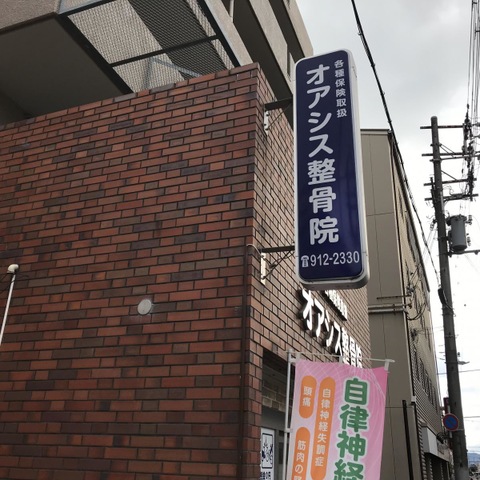 各種保険取扱
オアシス整骨院
☎912-2330
オアシス整骨院
自律神経
自律神経失調症
頭痛
筋肉の